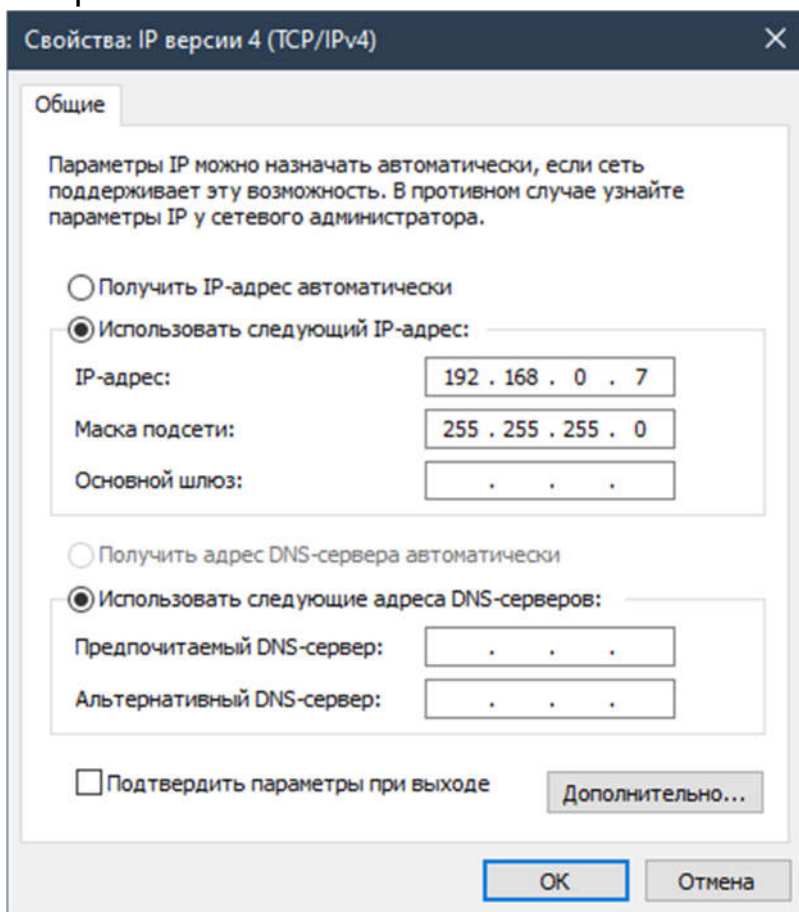 Свойства: IP версии 4 (TCP/IPv4)
Общие
Параметры IP можно назначать автоматически, если сеть
поддерживает эту возможность. В противном случае узнайте
параметры IP у сетевого администратора.
Получить IP-адрес автоматически
Использовать следующий IP-адрес:
IP-адрес: 192 . 168 . 0 . 7
Маска подсети: 255 . 255 . 255 . 0
Основной шлюз: . . .
Получить адрес DNS-сервера автоматически
Использовать следующие адреса DNS-серверов:
Предпочитаемый DNS-сервер: . . .
Альтернативный DNS-сервер: . . .
Подтвердить параметры при выходе
Дополнительно...
OK Отмена